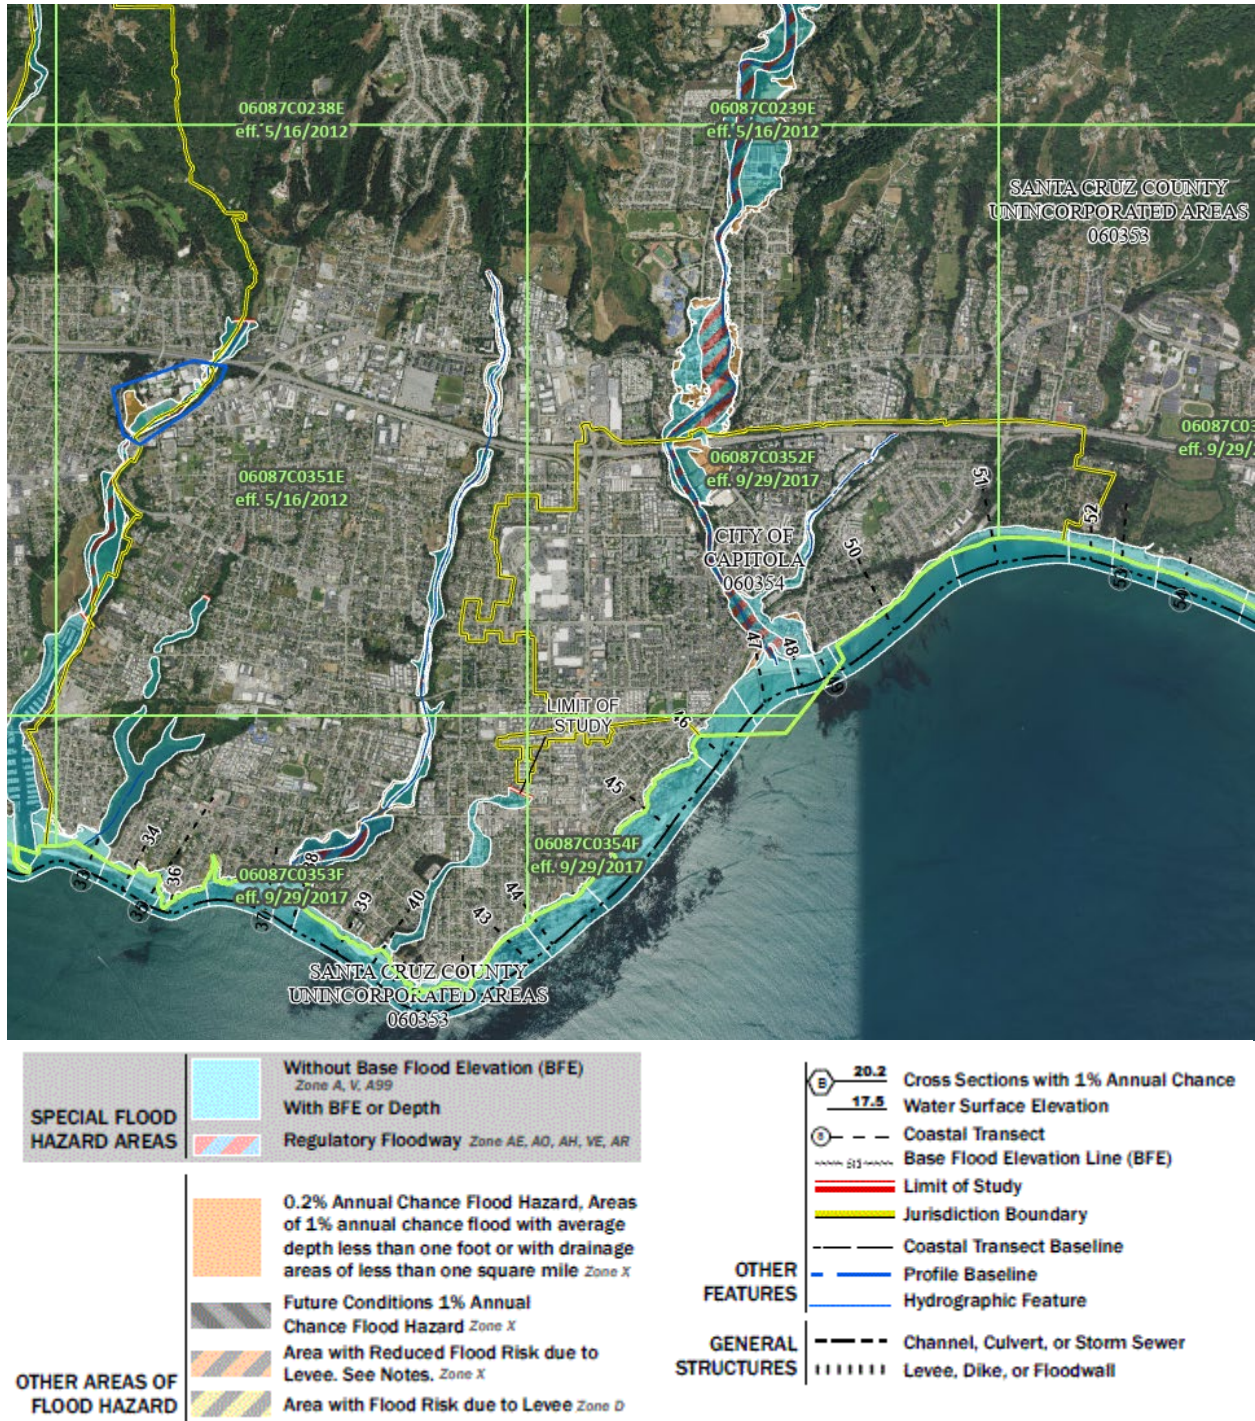 06087C0238E
eff. 5/16/2012
06087C0239E
eff. 5/16/2012
SANTA CRUZ COUNTY
UNINCORPORATED AREAS
060353
06087C0351E
eff. 5/16/2012
06087C0352F
eff. 9/29/2017
06087C03
eff. 9/29/
51
52
53
54
CITY OF
CAPITOLA
060354
50
47
48
LIMIT OF
STUDY
46
45
34
36
06087C0353F
eff. 9/29/2017
06087C0354F
eff. 9/29/2017
33
35
37
39
40
43
44
SANTA CRUZ COUNTY
UNINCORPORATED AREAS
060353
SPECIAL FLOOD
HAZARD AREAS
Without Base Flood Elevation (BFE)
Zone A, V, A99
With BFE or Depth
Regulatory Floodway Zone AE, AO, AH, VE, AR
OTHER AREAS OF
FLOOD HAZARD
0.2% Annual Chance Flood Hazard, Areas
of 1% annual chance flood with average
depth less than one foot or with drainage
areas of less than one square mile Zone X
Future Conditions 1% Annual
Chance Flood Hazard Zone X
Area with Reduced Flood Risk due to
Levee. See Notes. Zone X
Area with Flood Risk due to Levee Zone D
OTHER
FEATURES
B 20.2 Cross Sections with 1% Annual Chance
17.5 Water Surface Elevation
8 Coastal Transect
513 Base Flood Elevation Line (BFE)
Limit of Study
Jurisdiction Boundary
Coastal Transect Baseline
Profile Baseline
Hydrographic Feature
GENERAL
STRUCTURES
Channel, Culvert, or Storm Sewer
Levee, Dike, or Floodwall